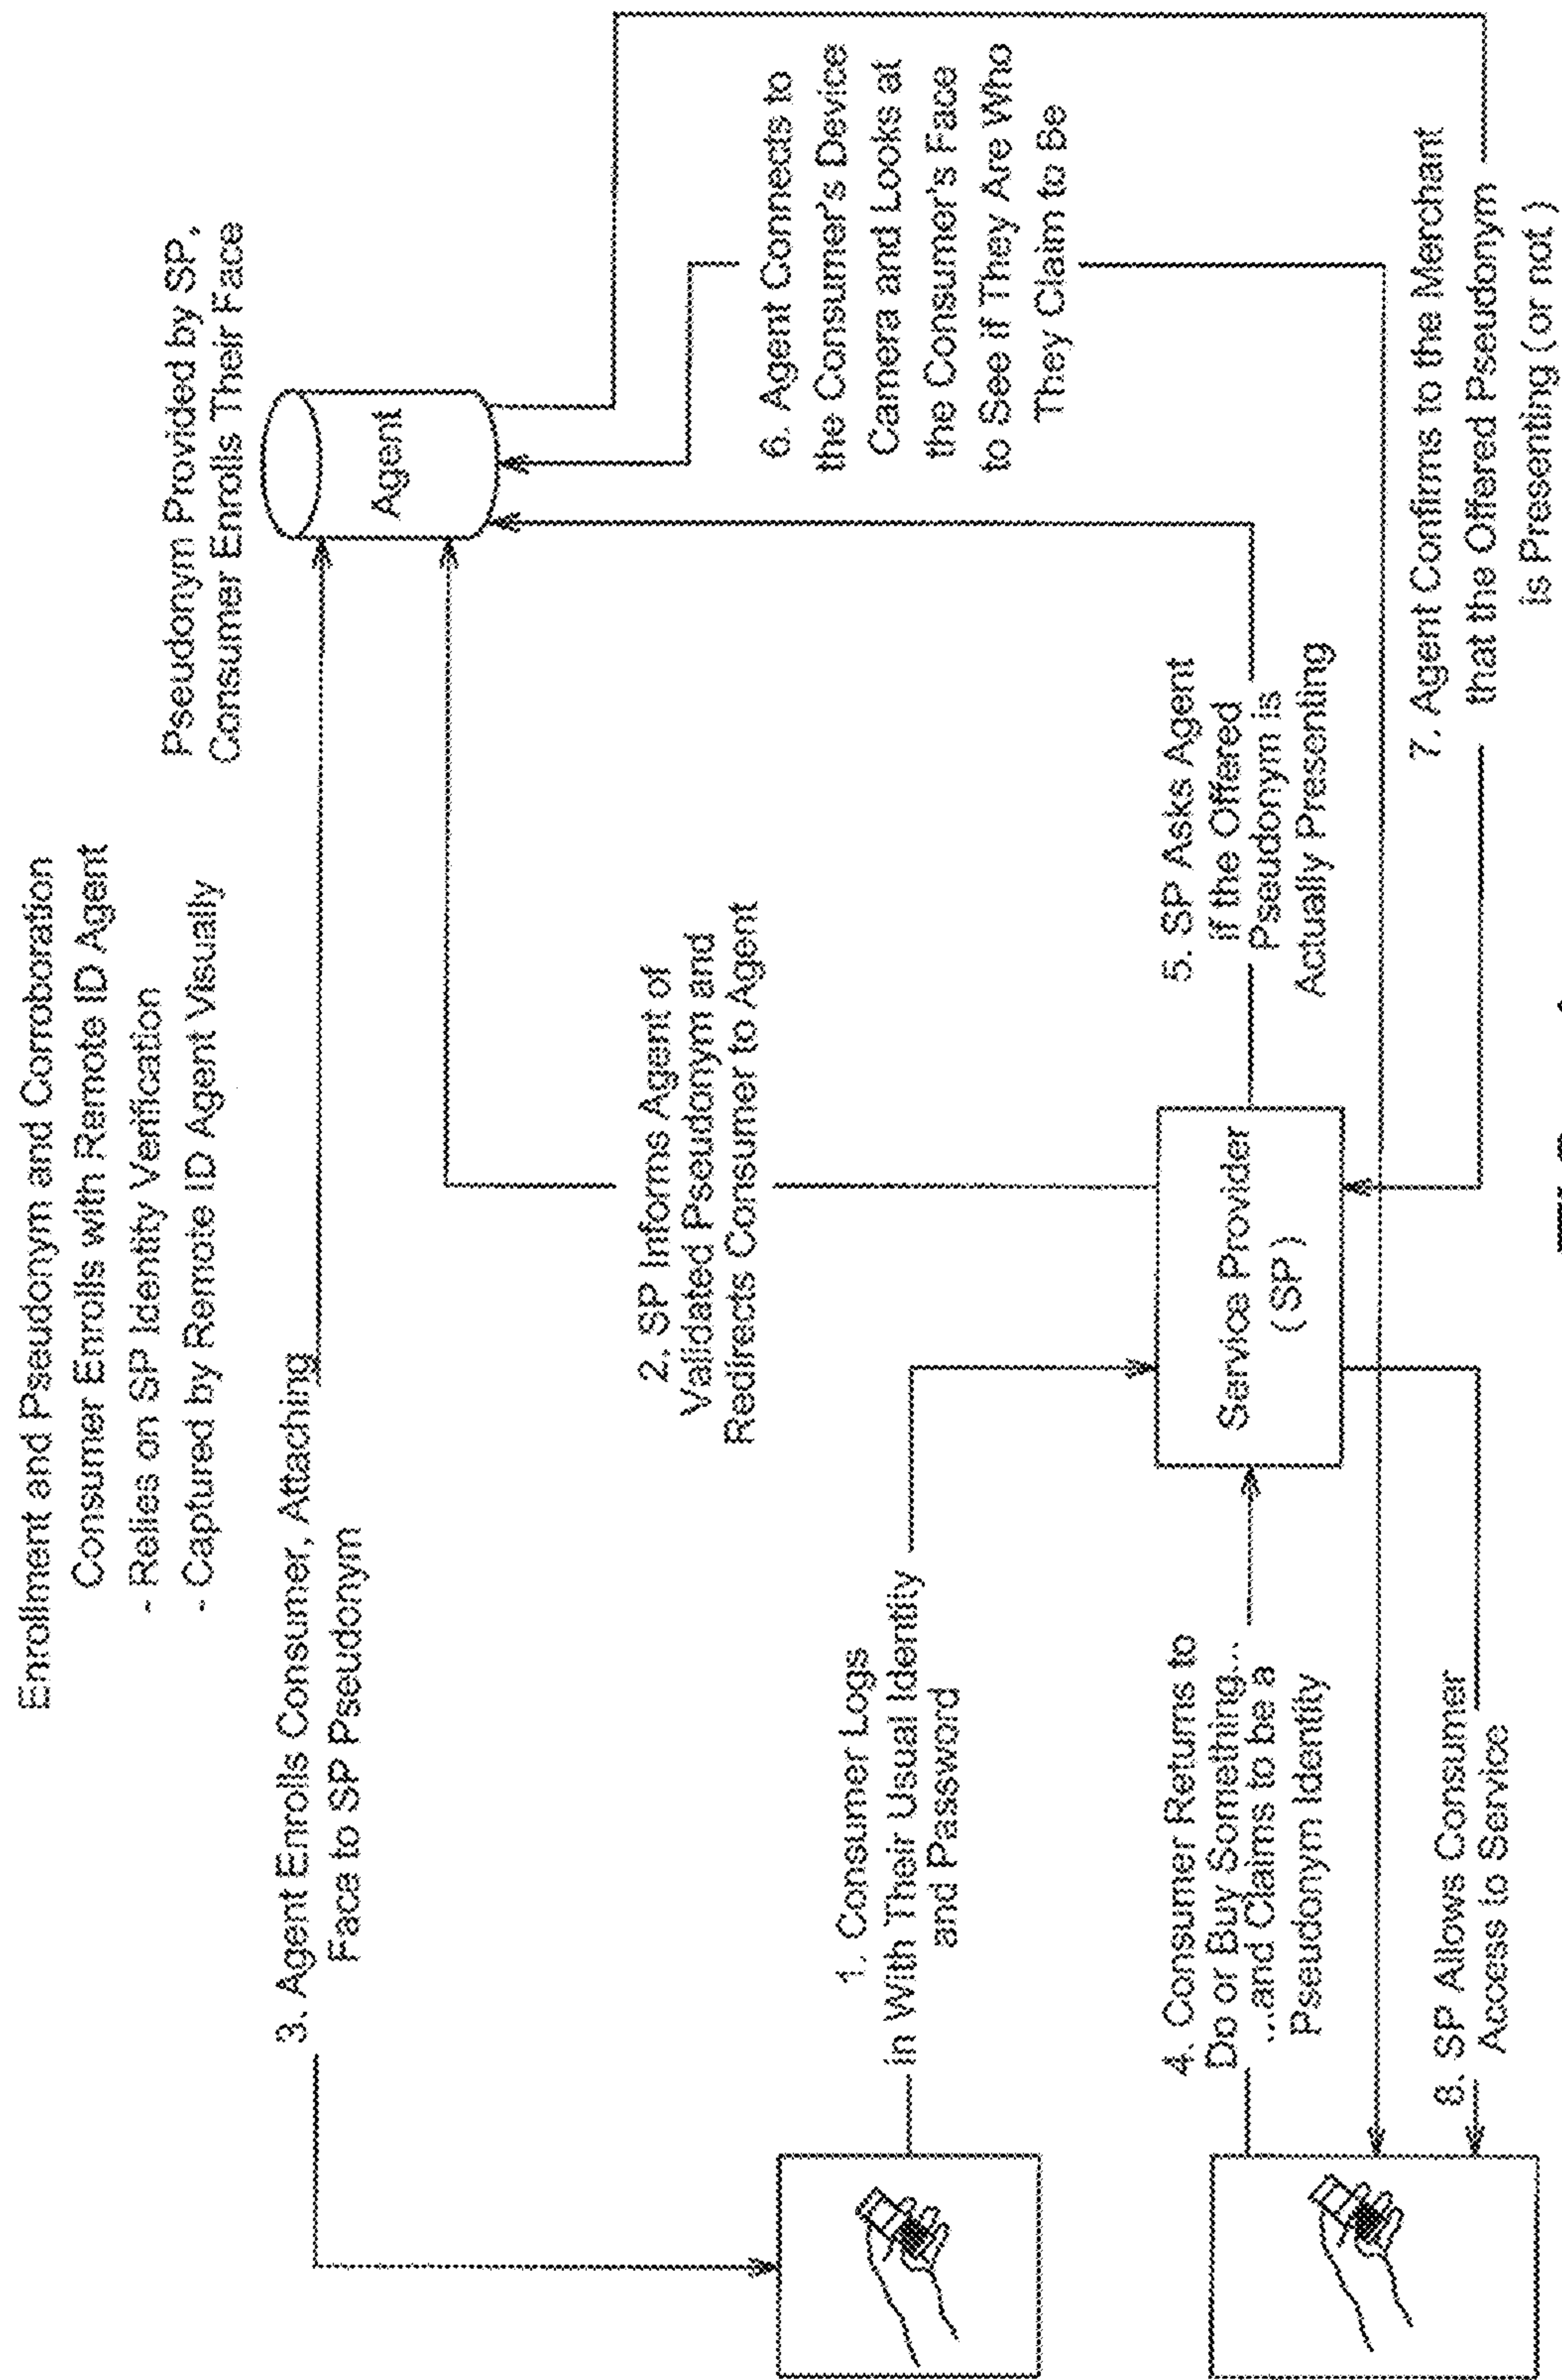 Enrollment and Pseudonym and Corroboration
Consumer Enrolls with Remote ID Agent
- Relies on SP Identity Verification
- Captured by Remote ID Agent Visually
Pseudonym Provided by SP,
Consumer Enrolls Their Face
3. Agent Enrolls Consumer, Attaching
Face to SP Pseudonym
Agent
2. SP Informs Agent of
Validated Pseudonym and
Redirects Consumer to Agent
6. Agent Connects to
the Consumer's Device
Camera and Looks at
the Consumer's Face
to See if They Are Who
They Claim to Be
1. Consumer Logs
in With Their Usual Identity
and Password
4. Consumer Returns to
Do or Buy Something...
...and Claims to be a
Pseudonym Identity
Service Provider
(SP)
5. SP Asks Agent
if the Offered
Pseudonym is
Actually Presenting
8. SP Allows Consumer
Access to Service
7. Agent Confirms to the Merchant
that the Offered Pseudonym
is Presenting (or not)